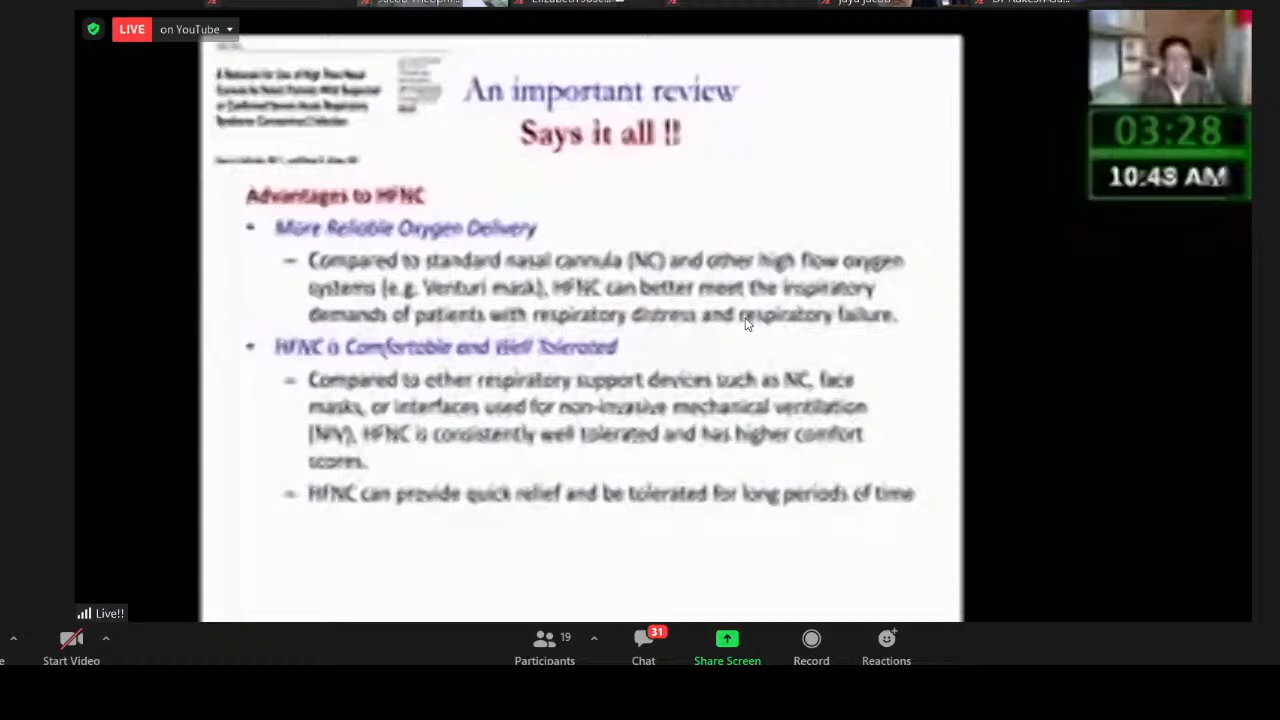 LIVE on YouTube
An important review
Says it all !!
Advantages to HFNC
• More Reliable Oxygen Delivery
– Compared to standard nasal cannula (NC) and other high flow oxygen
systems (e.g. Venturi mask), HFNC can better meet the inspiratory
demands of patients with respiratory distress and respiratory failure.
• HFNC is Comfortable and Well Tolerated
– Compared to other respiratory support devices such as NC, face
masks, or interfaces used for non-invasive mechanical ventilation
(NIV), HFNC is consistently well tolerated and has higher comfort
scores.
– HFNC can provide quick relief and be tolerated for long periods of time
03:28
10:43 AM
Live!!
19
31
Start Video
Participants
Chat
Share Screen
Record
Reactions